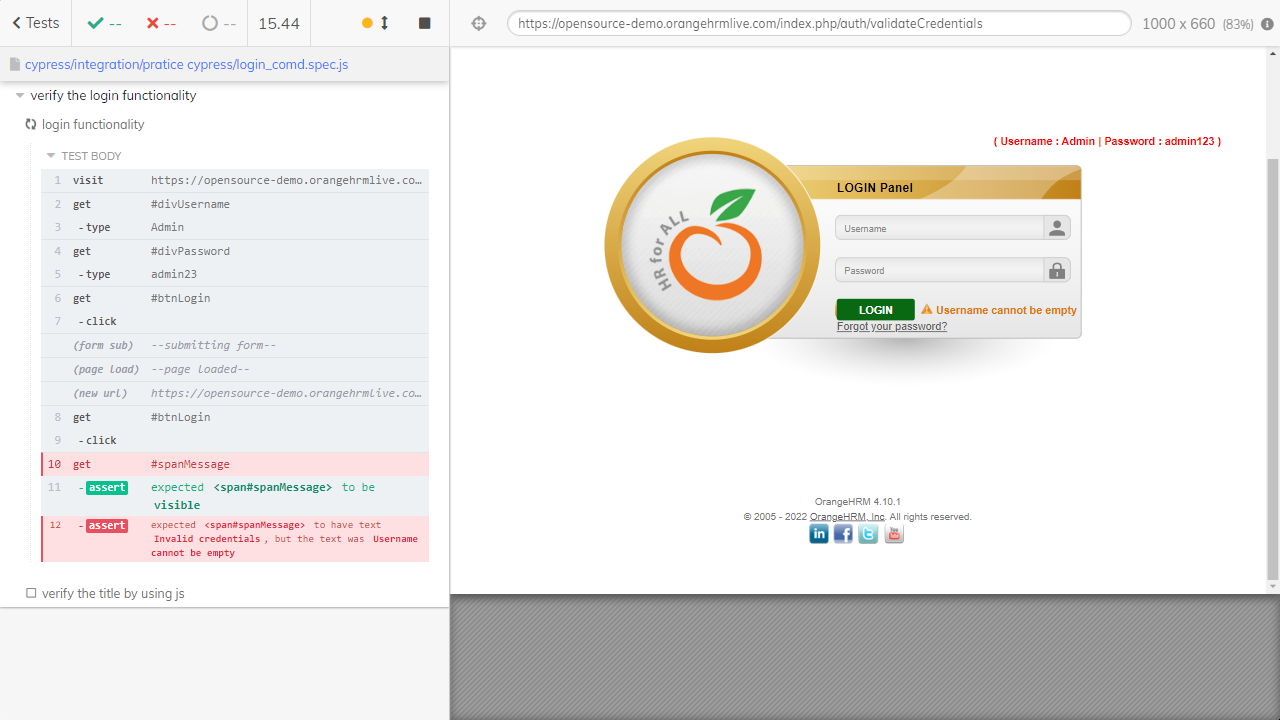 Tests
--
--
--
15.44
https://opensource-demo.orangehrmlive.com/index.php/auth/validateCredentials
1000 x 660 (83%)
cypress/integration/pratice cypress/login_comd.spec.js
verify the login functionality
login functionality
TEST BODY
1 visit https://opensource-demo.orangehrmlive.co…
2 get #divUsername
3 -type Admin
4 get #divPassword
5 -type admin23
6 get #btnLogin
7 -click
(form sub) --submitting form--
(page load) --page loaded--
(new url) https://opensource-demo.orangehrmlive.co…
8 get #btnLogin
9 -click
10 get #spanMessage
11 -assert expected <span#spanMessage> to be
visible
12 -assert expected <span#spanMessage> to have text
Invalid credentials, but the text was Username
cannot be empty
verify the title by using js
( Username : Admin | Password : admin123 )
HR for ALL
LOGIN Panel
Username
Password
LOGIN Username cannot be empty
Forgot your password?
OrangeHRM 4.10.1
© 2005 - 2022 OrangeHRM, Inc. All rights reserved.
in f t You